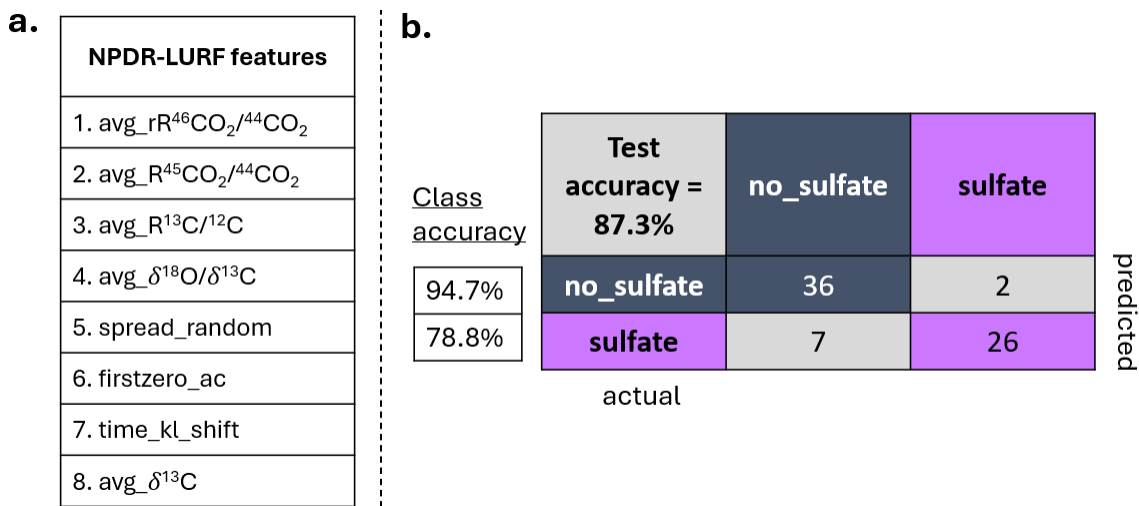 a.
NPDR-LURF features
1. avg_rR⁴⁶CO₂/⁴⁴CO₂
2. avg_R⁴⁵CO₂/⁴⁴CO₂
3. avg_R¹³C/¹²C
4. avg_δ¹⁸O/δ¹³C
5. spread_random
6. firstzero_ac
7. time_kl_shift
8. avg_δ¹³C
b.
Class
accuracy
94.7%
78.8%
Test
accuracy =
87.3%
no_sulfate
sulfate
no_sulfate 36 2
sulfate 7 26
actual
predicted